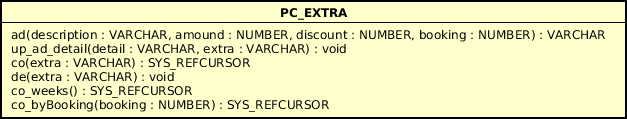 PC_EXTRA
ad(description : VARCHAR, amound : NUMBER, discount : NUMBER, booking : NUMBER) : VARCHAR
up_ad_detail(detail : VARCHAR, extra : VARCHAR) : void
co(extra : VARCHAR) : SYS_REFCURSOR
de(extra : VARCHAR) : void
co_weeks() : SYS_REFCURSOR
co_byBooking(booking : NUMBER) : SYS_REFCURSOR